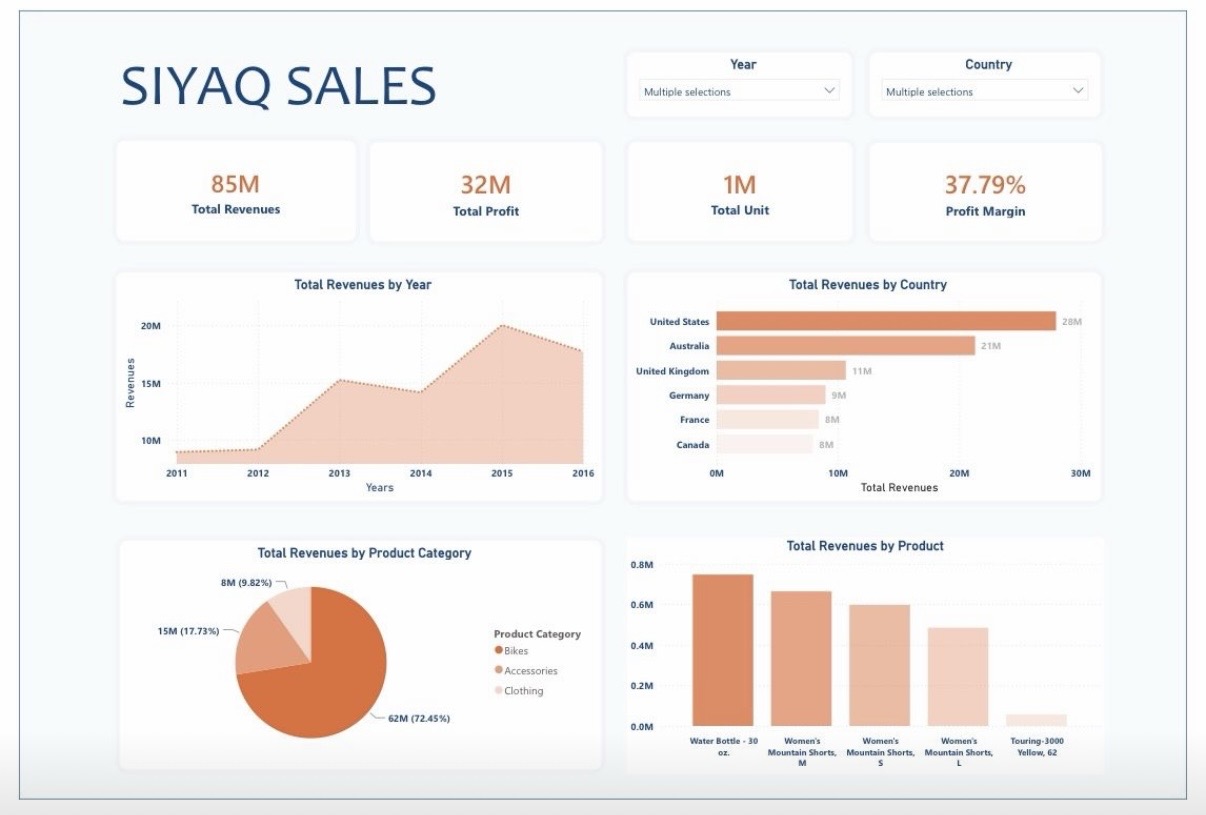 SIYAQ SALES
Year
Multiple selections
Country
Multiple selections
85M
Total Revenues
32M
Total Profit
1M
Total Unit
37.79%
Profit Margin
Total Revenues by Year
Revenues
20M
15M
10M
2011 2012 2013 2014 2015 2016
Years
Total Revenues by Country
United States 28M
Australia 21M
United Kingdom 11M
Germany 9M
France 8M
Canada 8M
0M 10M 20M 30M
Total Revenues
Total Revenues by Product Category
8M (9.82%)
15M (17.73%)
62M (72.45%)
Product Category
Bikes
Accessories
Clothing
Total Revenues by Product
0.8M
0.6M
0.4M
0.2M
0.0M
Water Bottle - 30
oz.
Women's
Mountain Shorts,
M
Women's
Mountain Shorts,
S
Women's
Mountain Shorts,
L
Touring-3000
Yellow, 62